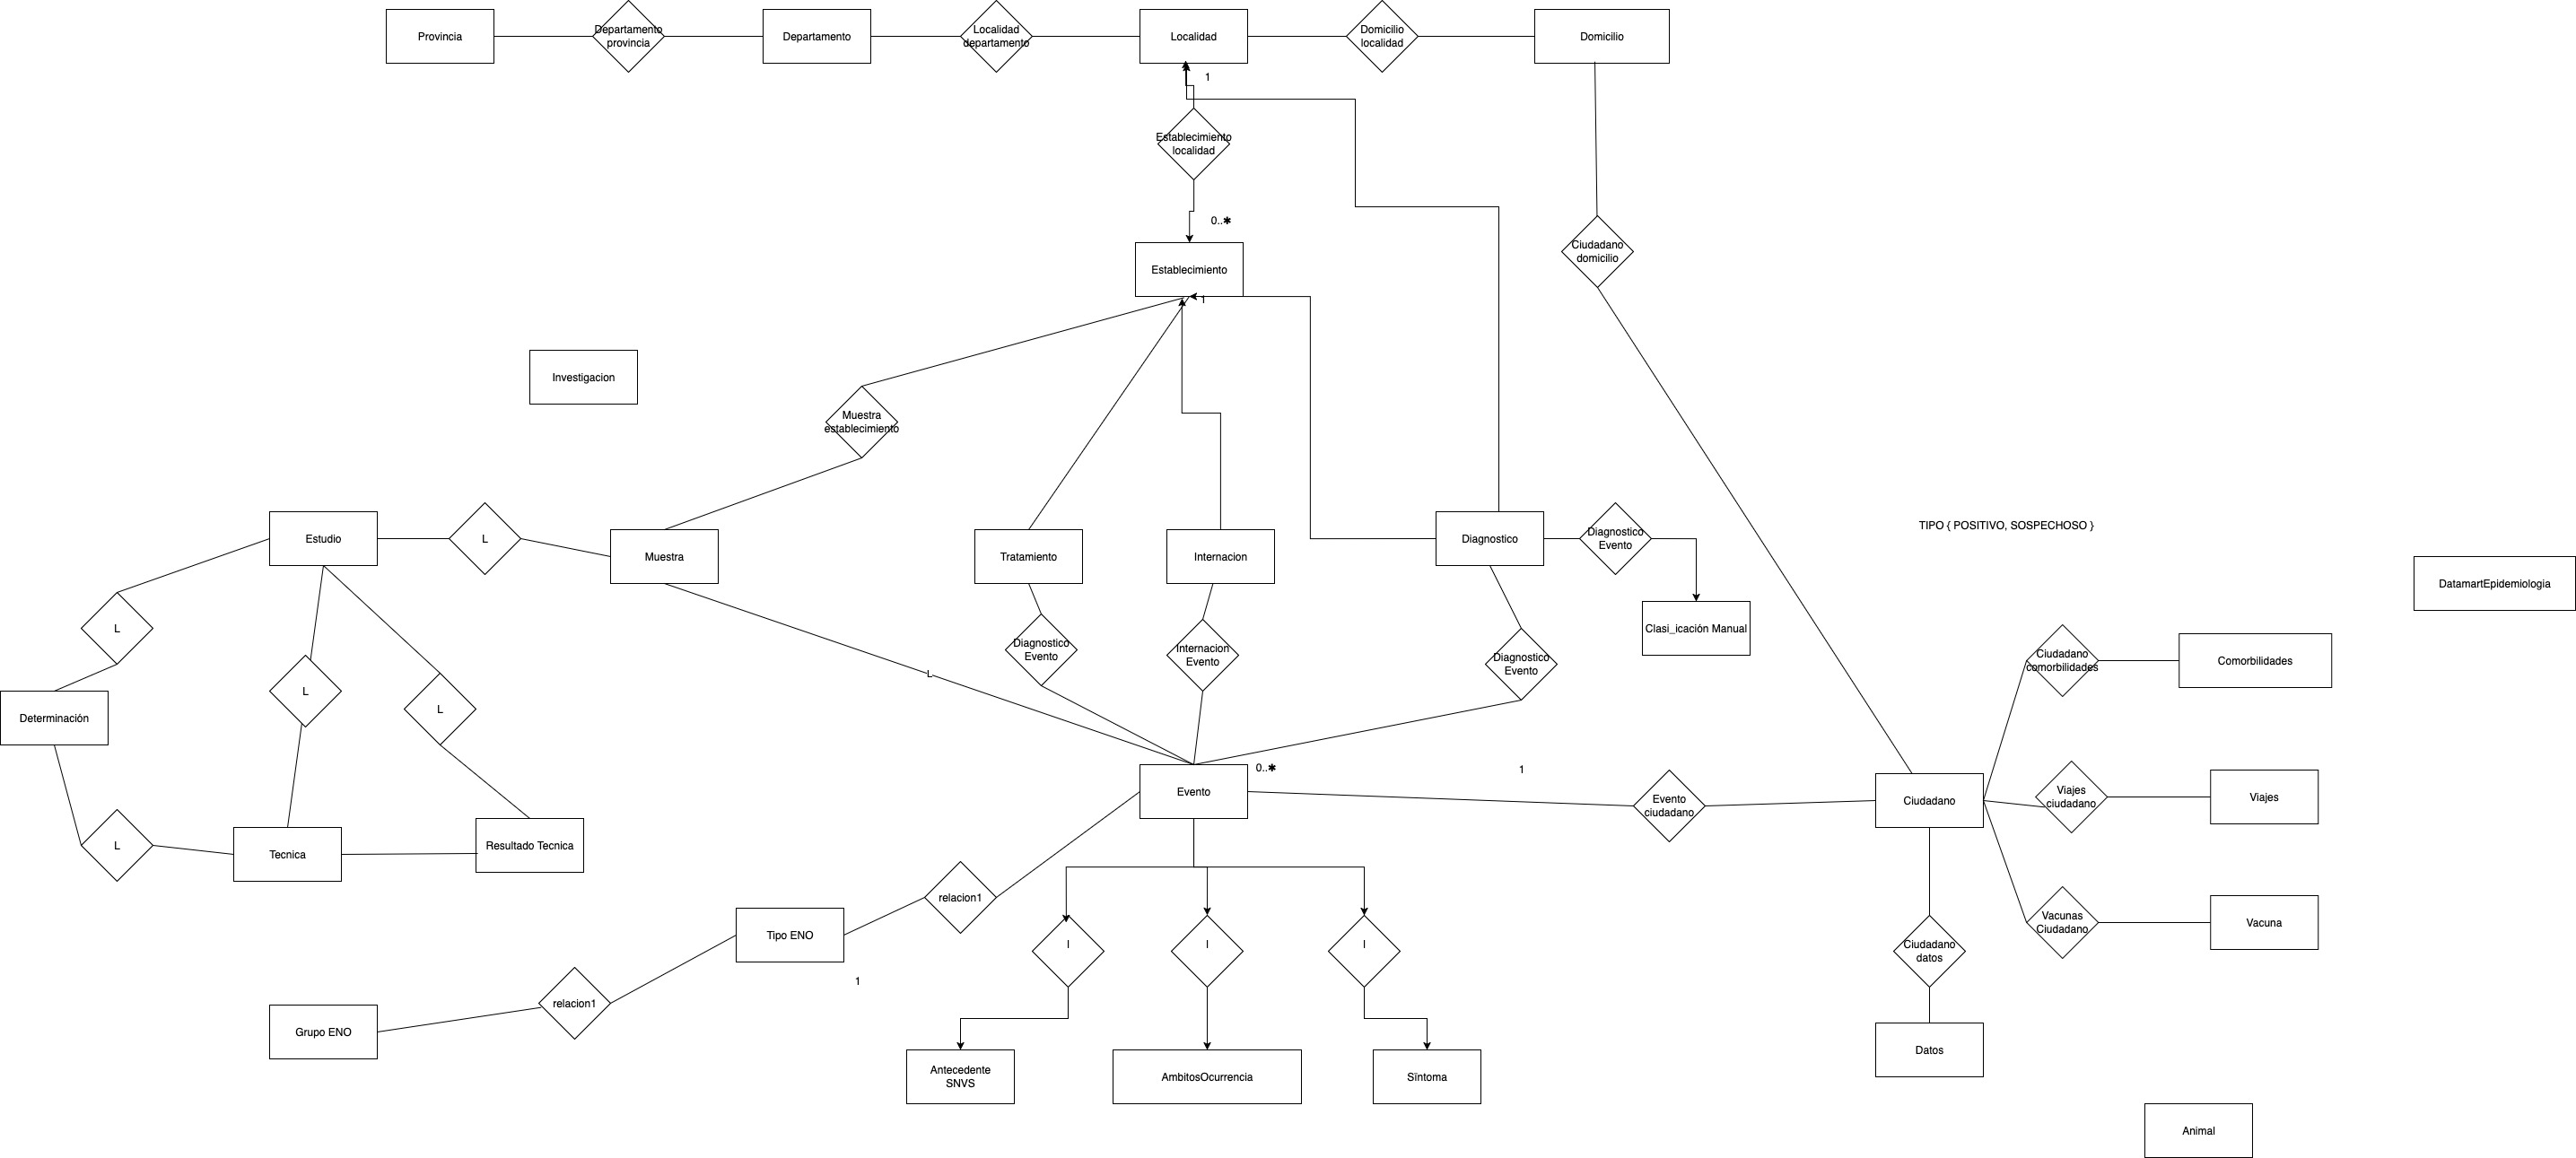 Provincia
Departamento
provincia
Departamento
Localidad
departamento
Localidad
Domicilio
localidad
Domicilio
1
Establecimiento
localidad
0..✱
Ciudadano
domicilio
Establecimiento
1
Investigacion
Muestra
establecimiento
Estudio
L
Muestra
Tratamiento
Internacion
Diagnostico
Diagnostico
Evento
TIPO { POSITIVO, SOSPECHOSO }
DatamartEpidemiologia
Clasi_icación Manual
L
Diagnostico
Evento
Internacion
Evento
Diagnostico
Evento
Ciudadano
comorbilidades
Comorbilidades
L
L
L
Determinación
0..✱
1
Evento
Evento
ciudadano
Ciudadano
Viajes
ciudadano
Viajes
L
Tecnica
Resultado Tecnica
relacion1
Tipo ENO
Vacunas
Ciudadano
Vacuna
I
I
I
Ciudadano
datos
1
relacion1
Grupo ENO
Datos
Antecedente
SNVS
AmbitosOcurrencia
Sïntoma
Animal